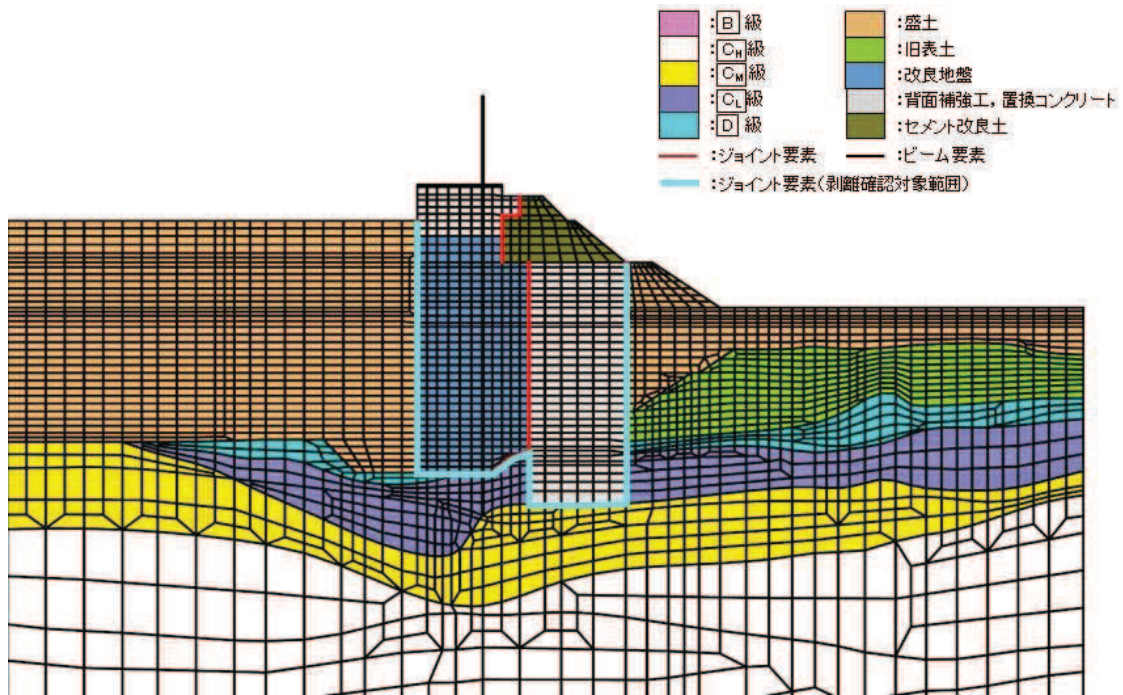 :B級
:CH級
:CM級
:CL級
:D級
:ジョイント要素
:ジョイント要素(剥離確認対象範囲)
:盛土
:旧表土
:改良地盤
:背面補強工,置換コンクリート
:セメント改良土
:ビーム要素